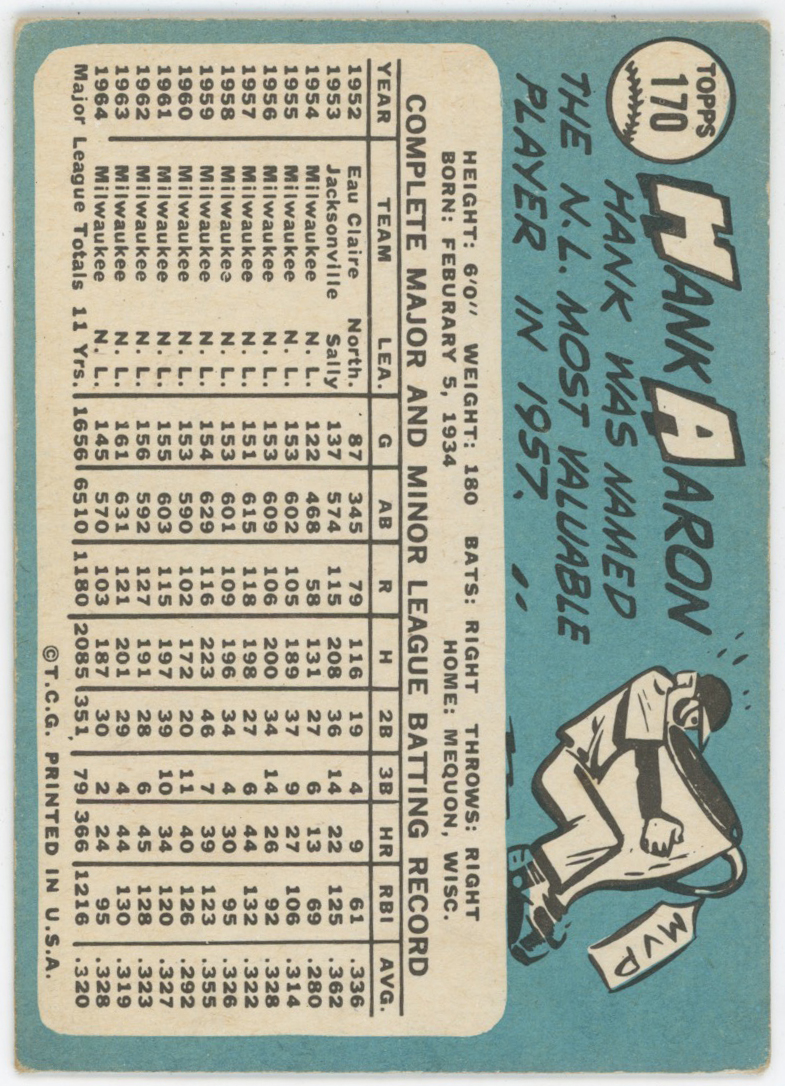 TOPPS
170
HANK AARON
HANK WAS NAMED
THE N.L. MOST VALUABLE
PLAYER IN 1957.
MVP
HEIGHT: 6'0" WEIGHT: 180 BATS: RIGHT THROWS: RIGHT
BORN: FEBURARY 5, 1934 HOME: MEQUON, WISC.
COMPLETE MAJOR AND MINOR LEAGUE BATTING RECORD
YEAR TEAM LEA. G AB R H 2B 3B HR RBI AVG.
1952 Eau Claire North. 87 345 79 116 19 4 9 61 .336
1953 Jacksonville Sally 137 574 115 208 36 14 22 125 .362
1954 Milwaukee N. L. 122 468 58 131 27 6 13 69 .280
1955 Milwaukee N. L. 153 602 105 189 37 9 27 106 .314
1956 Milwaukee N. L. 153 609 106 200 34 14 26 92 .328
1957 Milwaukee N. L. 151 615 118 198 27 6 44 132 .322
1958 Milwaukee N. L. 153 601 109 196 34 4 30 95 .326
1959 Milwaukee N. L. 154 629 116 223 46 7 39 123 .355
1960 Milwaukee N. L. 153 590 102 172 20 11 40 126 .292
1961 Milwaukee N. L. 155 603 115 197 39 10 34 120 .327
1962 Milwaukee N. L. 156 592 127 191 28 6 45 128 .323
1963 Milwaukee N. L. 161 631 121 201 29 4 44 130 .319
1964 Milwaukee N. L. 145 570 103 187 30 2 24 95 .328
Major League Totals 11 Yrs. 1656 6510 1180 2085 351 79 366 1216 .320
©T.C.G. PRINTED IN U.S.A.